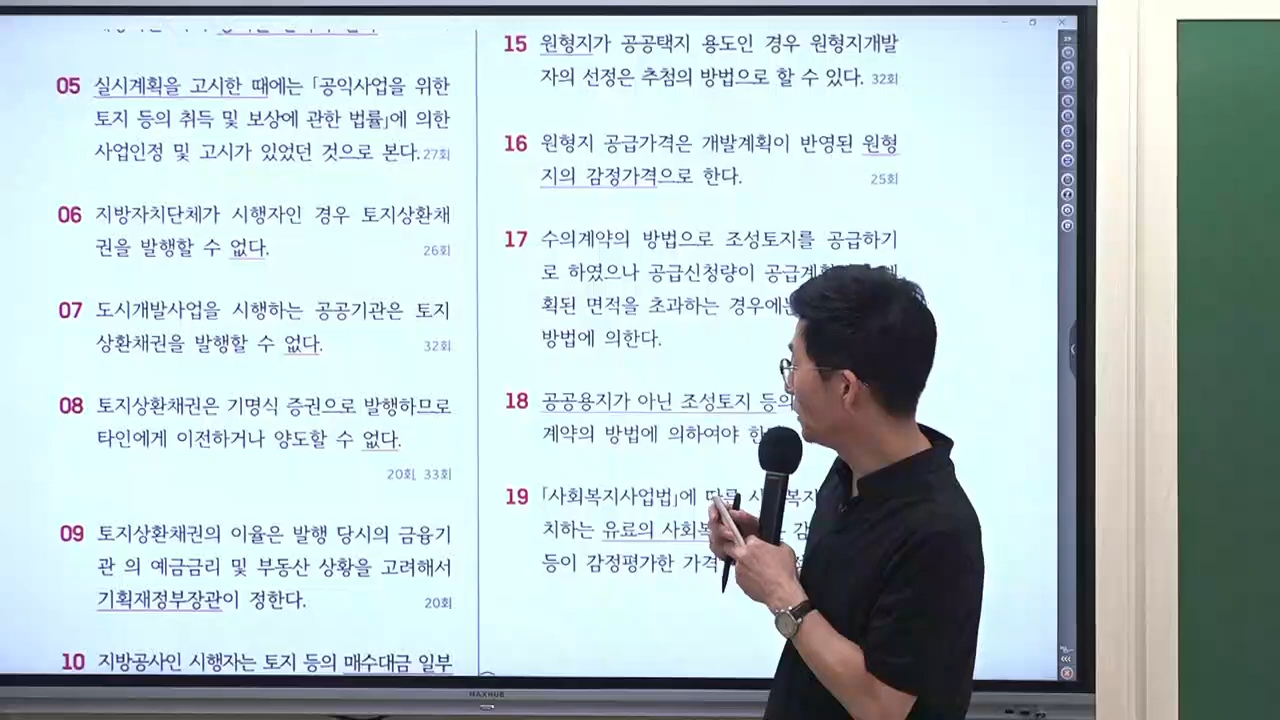 05 실시계획을 고시한 때에는 「공익사업을 위한
토지 등의 취득 및 보상에 관한 법률」에 의한
사업인정 및 고시가 있었던 것으로 본다. 27회
06 지방자치단체가 시행자인 경우 토지상환채
권을 발행할 수 없다. 26회
07 도시개발사업을 시행하는 공공기관은 토지
상환채권을 발행할 수 없다. 32회
08 토지상환채권은 기명식 증권으로 발행하므로
타인에게 이전하거나 양도할 수 없다.
20회, 33회
09 토지상환채권의 이율은 발행 당시의 금융기
관 의 예금금리 및 부동산 상황을 고려해서
기획재정부장관이 정한다. 20회
10 지방공사인 시행자는 토지 등의 매수대금 일부
15 원형지가 공공택지 용도인 경우 원형지개발
자의 선정은 추첨의 방법으로 할 수 있다. 32회
16 원형지 공급가격은 개발계획이 반영된 원형
지의 감정가격으로 한다. 25회
17 수의계약의 방법으로 조성토지를 공급하기
로 하였으나 공급신청량이
획된 면적을 초과하는
방법에 의한다.
18 공공용지가 아닌 조성토지 등의
계약의 방법에 의하여야
19 「사회복지사업법」에 따른
치하는 유료의
등이 감정평가한 가격
MAXHUB